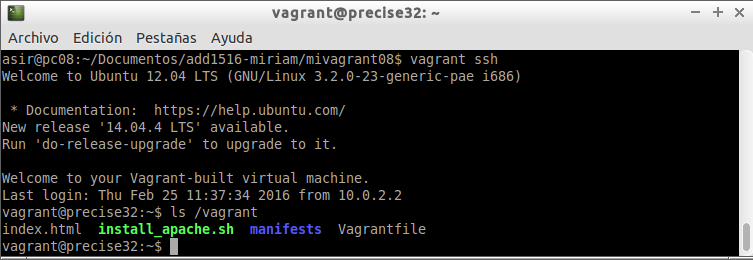 vagrant@precise32: ~
Archivo Edición Pestañas Ayuda
asir@pc08:~/Documentos/add1516-miriam/mivagrant08$ vagrant ssh
Welcome to Ubuntu 12.04 LTS (GNU/Linux 3.2.0-23-generic-pae i686)
* Documentation:  https://help.ubuntu.com/
New release '14.04.4 LTS' available.
Run 'do-release-upgrade' to upgrade to it.
Welcome to your Vagrant-built virtual machine.
Last login: Thu Feb 25 11:37:34 2016 from 10.0.2.2
vagrant@precise32:~$ ls /vagrant
index.html  install_apache.sh  manifests  Vagrantfile
vagrant@precise32:~$